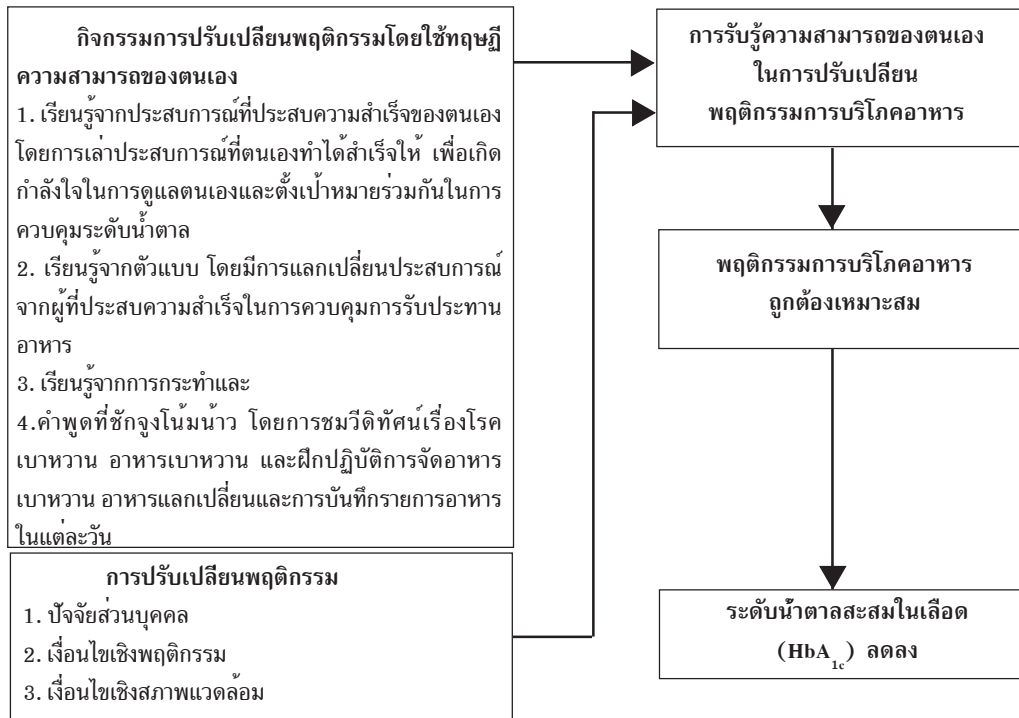 กิจกรรมการปรับเปลี่ยนพฤติกรรมโดยใช้ทฤษฏี
ความสามารถของตนเอง
1. เรียนรู้จากประสบการณ์ที่ประสบความสำเร็จของตนเอง
โดยการเล่าประสบการณ์ที่ตนเองทำได้สำเร็จให้ เพื่อเกิด
กำลังใจในการดูแลตนเองและตั้งเป้าหมายร่วมกันในการ
ควบคุมระดับน้ำตาล
2. เรียนรู้จากตัวแบบ โดยมีการแลกเปลี่ยนประสบการณ์
จากผู้ที่ประสบความสำเร็จในการควบคุมการรับประทาน
อาหาร
3. เรียนรู้จากการกระทำและ
4.คำพูดที่ชักจูงโน้มน้าว โดยการชมวีดิทัศน์เรื่องโรค
เบาหวาน อาหารเบาหวาน และฝึกปฏิบัติการจัดอาหาร
เบาหวาน อาหารแลกเปลี่ยนและการบันทึกรายการอาหาร
ในแต่ละวัน
การปรับเปลี่ยนพฤติกรรม
1. ปัจจัยส่วนบุคคล
2. เงื่อนไขเชิงพฤติกรรม
3. เงื่อนไขเชิงสภาพแวดล้อม
การรับรู้ความสามารถของตนเอง
ในการปรับเปลี่ยน
พฤติกรรมการบริโภคอาหาร
พฤติกรรมการบริโภคอาหาร
ถูกต้องเหมาะสม
ระดับน้ำตาลสะสมในเลือด
(HbA1c) ลดลง